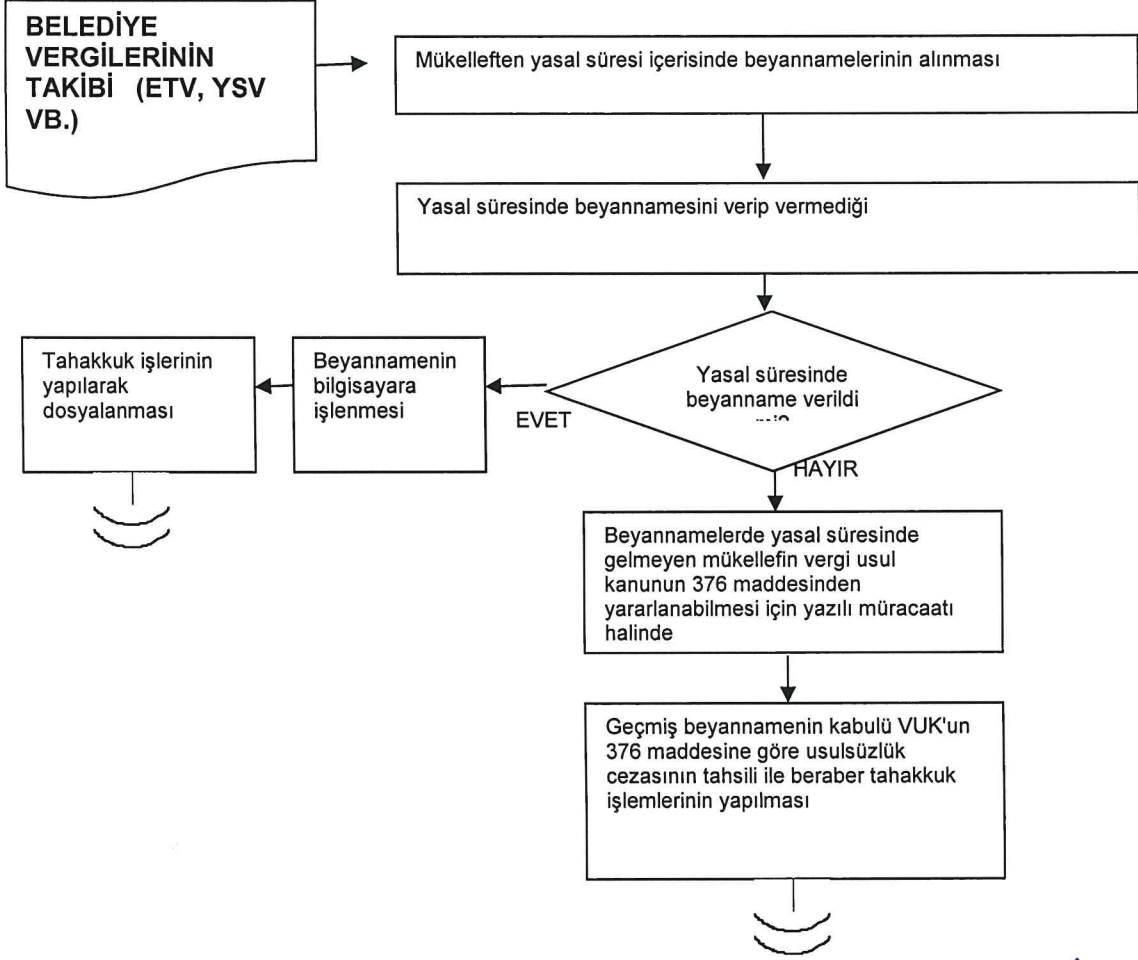 BELEDİYE
VERGİLERİNİN
TAKİBİ (ETV, YSV
VB.)
Mükelleften yasal süresi içerisinde beyannamelerinin alınması
Yasal süresinde beyannamesini verip vermediği
Yasal süresinde
beyanname verildi
EVET
HAYIR
Beyannamenin
bilgisayara
işlenmesi
Tahakkuk işlerinin
yapılarak
dosyalanması
Beyannamelerde yasal süresinde
gelmeyen mükellefin vergi usul
kanunun 376 maddesinden
yararlanabilmesi için yazılı müracaatı
halinde
Geçmiş beyannamenin kabulü VUK'un
376 maddesine göre usulsüzlük
cezasının tahsili ile beraber tahakkuk
işlemlerinin yapılması